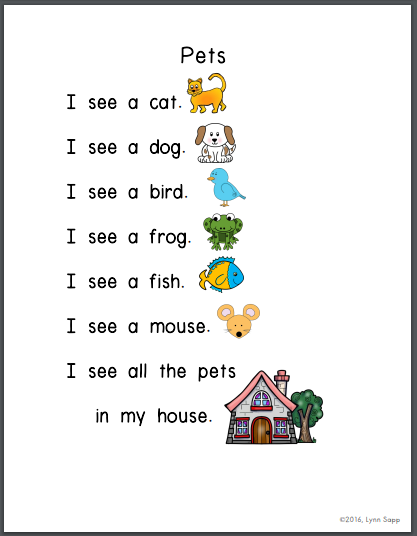 Pets
I see a cat.
I see a dog.
I see a bird.
I see a frog.
I see a fish.
I see a mouse.
I see all the pets
in my house.
©2016, Lynn Sapp